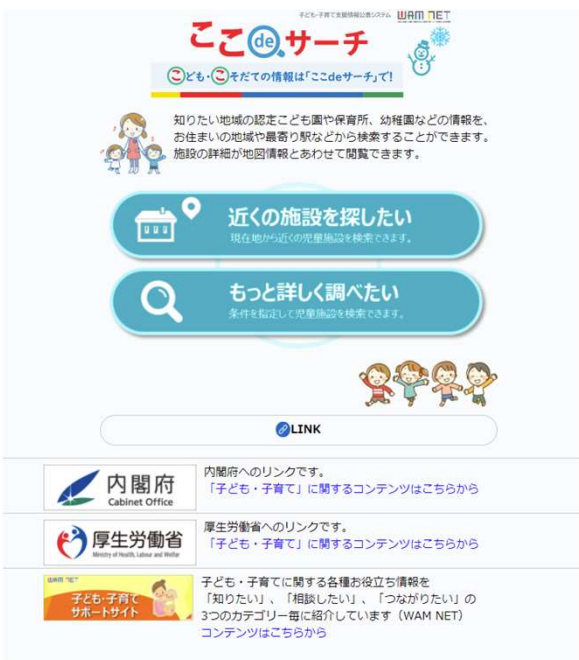 子ども・子育て支援情報公表システム WAM NET
ここdeサーチ
こども・こそだての情報は「ここdeサーチ」で!
知りたい地域の認定こども園や保育所、幼稚園などの情報を、
お住まいの地域や最寄り駅などから検索することができます。
施設の詳細が地図情報とあわせて閲覧できます。
近くの施設を探したい
現在地から近くの児童施設を検索できます。
もっと詳しく調べたい
条件を指定して児童施設を検索できます。
LINK
内閣府
Cabinet Office
内閣府へのリンクです。
「子ども・子育て」に関するコンテンツはこちらから
厚生労働省
Ministry of Health, Labour and Welfare
厚生労働省へのリンクです。
「子ども・子育て」に関するコンテンツはこちらから
WAM NET
子ども・子育て
サポートサイト
子ども・子育てに関する各種お役立ち情報を
「知りたい」、「相談したい」、「つながりたい」の
3つのカテゴリー毎に紹介しています(WAM NET)
コンテンツはこちらから